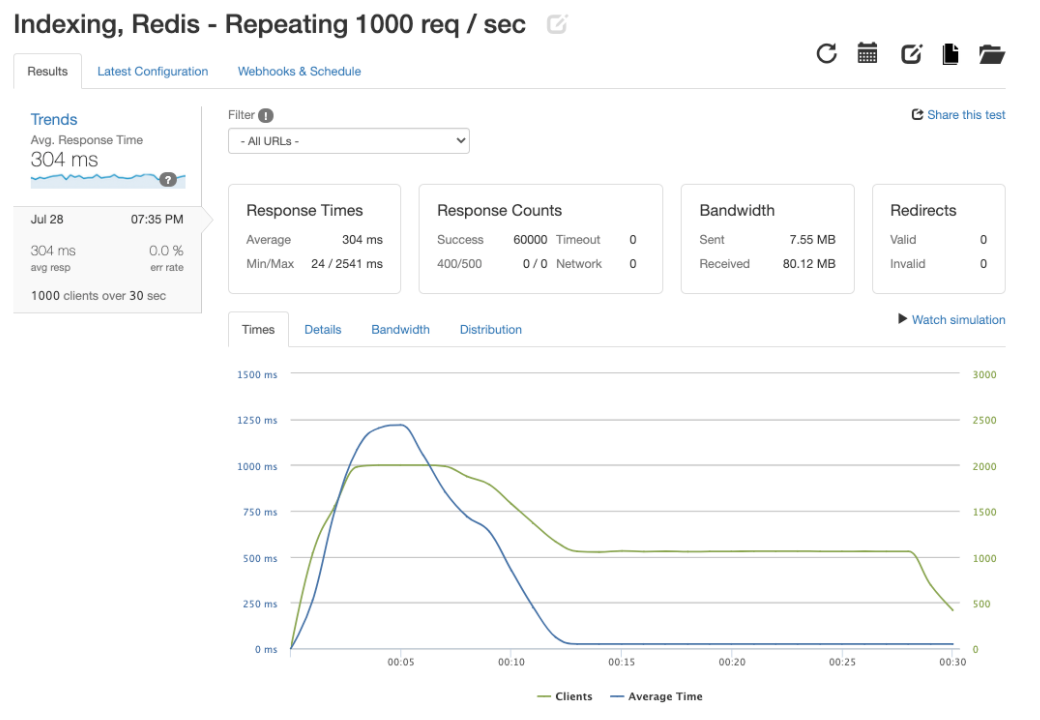 Indexing, Redis - Repeating 1000 req / sec
Results Latest Configuration Webhooks & Schedule
Trends
Avg. Response Time
304 ms
?
Jul 28 07:35 PM
304 ms 0.0 %
avg resp err rate
1000 clients over 30 sec
Filter !
- All URLs -
Share this test
Response Times
Average 304 ms
Min/Max 24 / 2541 ms
Response Counts
Success 60000 Timeout 0
400/500 0 / 0 Network 0
Bandwidth
Sent 7.55 MB
Received 80.12 MB
Redirects
Valid 0
Invalid 0
Times Details Bandwidth Distribution
Watch simulation
1500 ms 3000
1250 ms 2500
1000 ms 2000
750 ms 1500
500 ms 1000
250 ms 500
0 ms 0
00:05 00:10 00:15 00:20 00:25 00:30
Clients Average Time